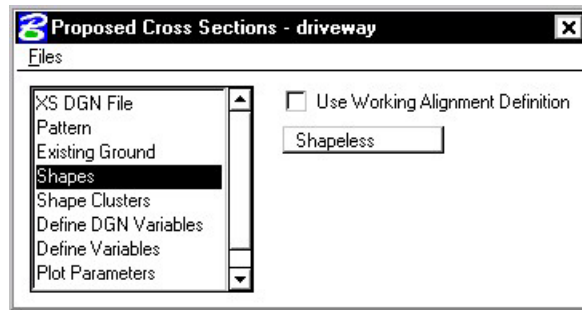 Proposed Cross Sections - driveway
Files
XS DGN File
Pattern
Existing Ground
Shapes
Shape Clusters
Define DGN Variables
Define Variables
Plot Parameters
Use Working Alignment Definition
Shapeless